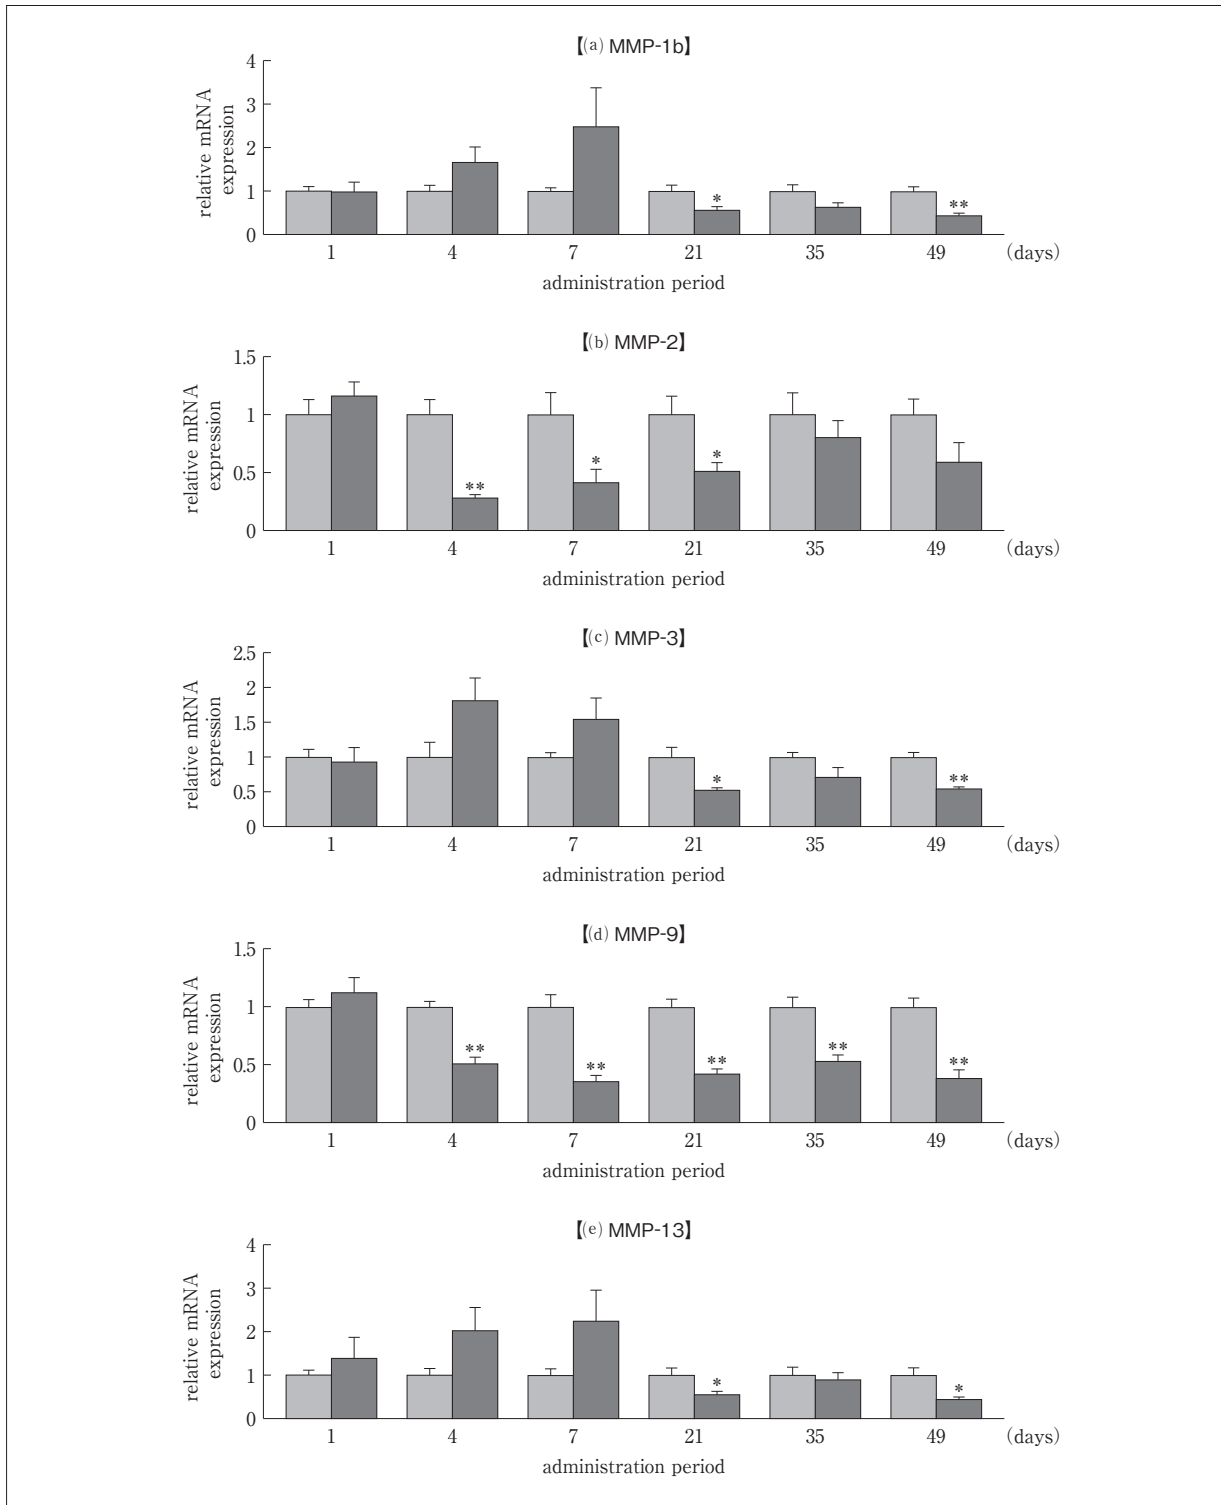 【(a) MMP-1b】
4
3
2
1
0
relative mRNA
expression
*
**
1 4 7 21 35 49 (days)
administration period
【(b) MMP-2】
1.5
1
0.5
0
relative mRNA
expression
**
*
*
1 4 7 21 35 49 (days)
administration period
【(c) MMP-3】
2.5
2
1.5
1
0.5
0
relative mRNA
expression
*
**
1 4 7 21 35 49 (days)
administration period
【(d) MMP-9】
1.5
1
0.5
0
relative mRNA
expression
**
**
**
**
**
1 4 7 21 35 49 (days)
administration period
【(e) MMP-13】
4
3
2
1
0
relative mRNA
expression
*
*
1 4 7 21 35 49 (days)
administration period